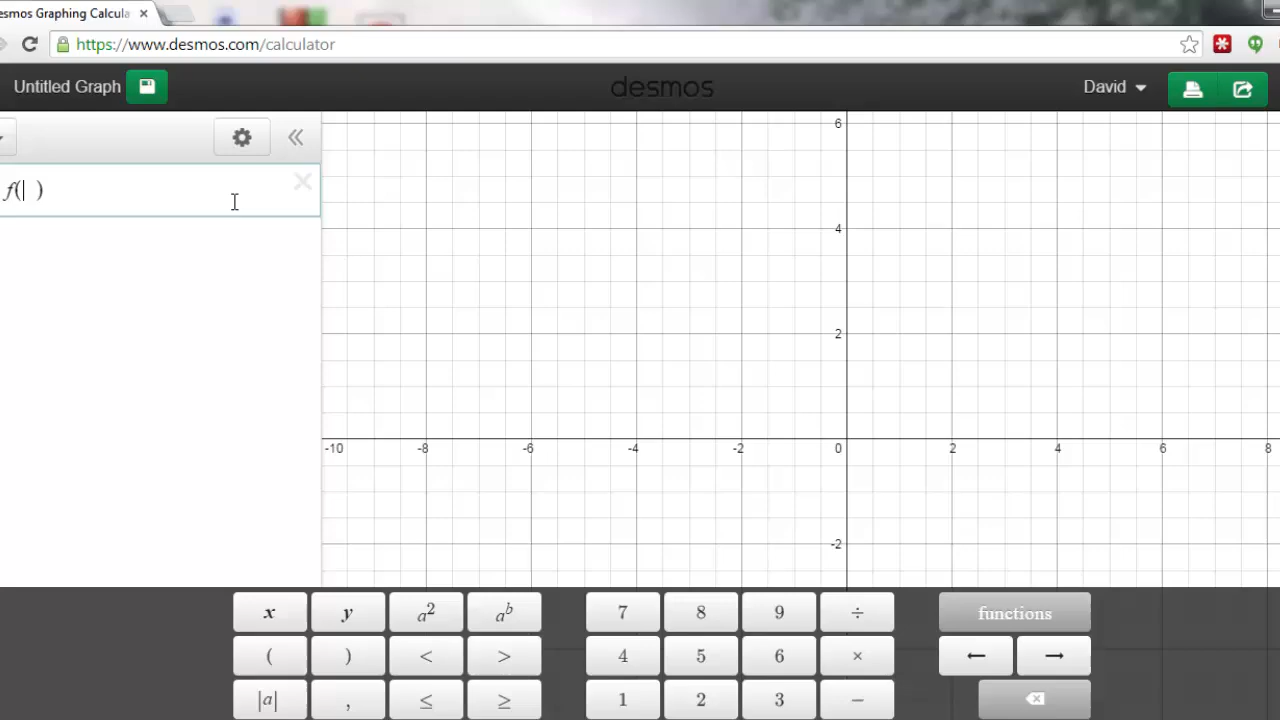 esmos Graphing Calcula ×
https://www.desmos.com/calculator
Untitled Graph desmos David
f( )
6
4
2
-10 -8 -6 -4 -2 0 2 4 6 8
-2
x y a² aᵇ 7 8 9 ÷ functions
( ) < > 4 5 6 × ← →
|a| , ≤ ≥ 1 2 3 −